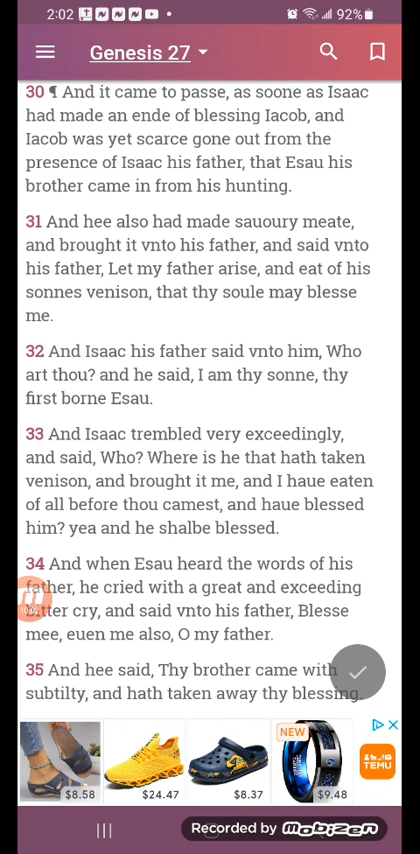 2:02 92%
Genesis 27
30 ¶ And it came to passe, as soone as Isaac
had made an ende of blessing Iacob, and
Iacob was yet scarce gone out from the
presence of Isaac his father, that Esau his
brother came in from his hunting.
31 And hee also had made sauoury meate,
and brought it vnto his father, and said vnto
his father, Let my father arise, and eat of his
sonnes venison, that thy soule may blesse
me.
32 And Isaac his father said vnto him, Who
art thou? and he said, I am thy sonne, thy
first borne Esau.
33 And Isaac trembled very exceedingly,
and said, Who? Where is he that hath taken
venison, and brought it me, and I haue eaten
of all before thou camest, and haue blessed
him? yea and he shalbe blessed.
34 And when Esau heard the words of his
father, he cried with a great and exceeding
bitter cry, and said vnto his father, Blesse
mee, euen me also, O my father.
10:02
35 And hee said, Thy brother came with
subtilty, and hath taken away thy blessing.
NEW
TEMU
$8.58 $24.47 $8.37 $9.48
Recorded by mobizen